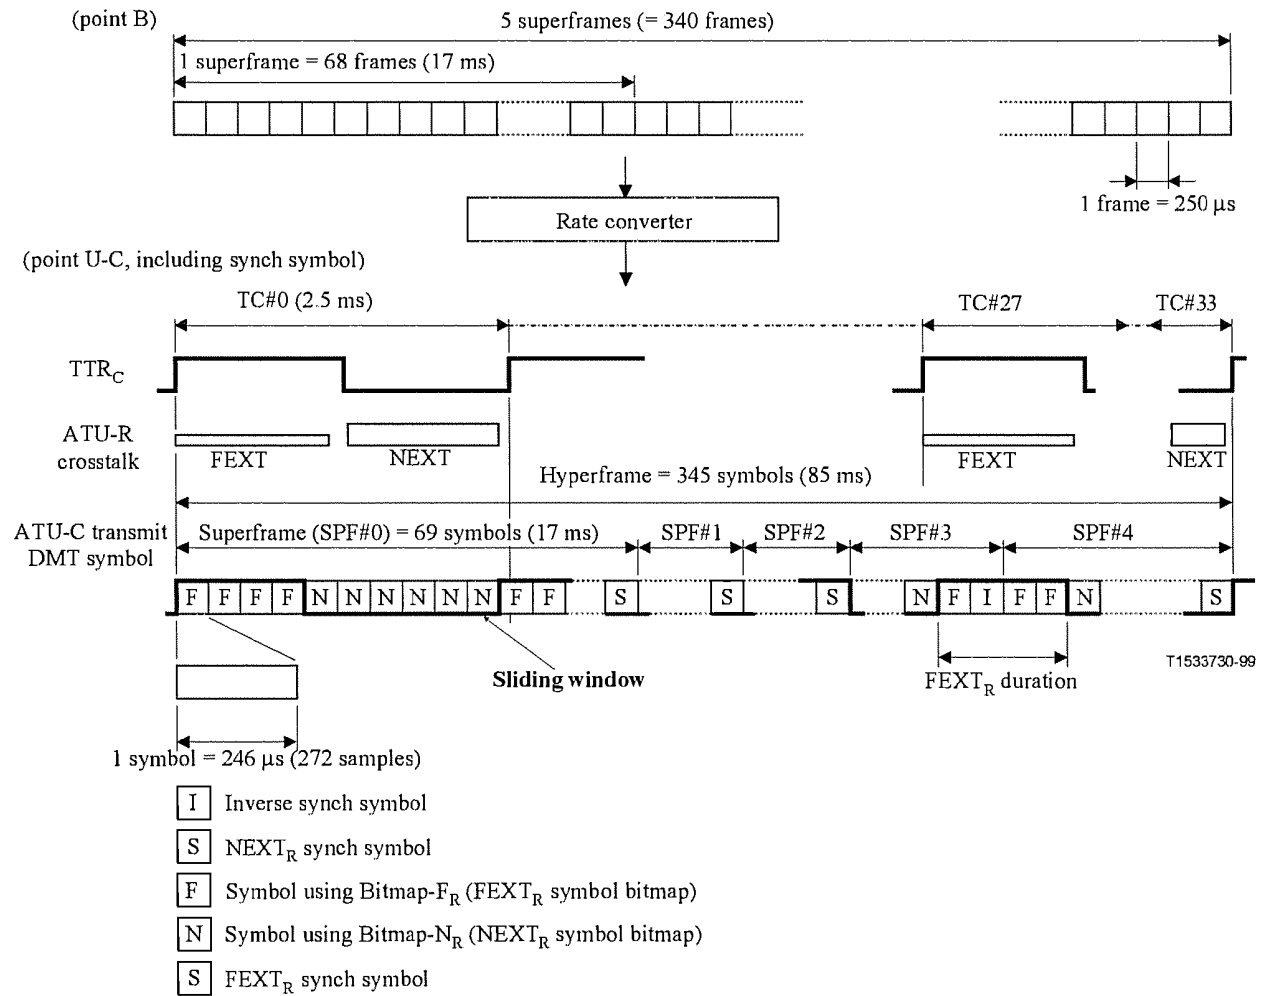 (point B)
5 superframes (= 340 frames)
1 superframe = 68 frames (17 ms)
1 frame = 250 μs
Rate converter
(point U-C, including synch symbol)
TC#0 (2.5 ms)
TC#27
TC#33
TTRC
ATU-R
crosstalk
FEXT
NEXT
FEXT
NEXT
Hyperframe = 345 symbols (85 ms)
ATU-C transmit
DMT symbol
Superframe (SPF#0) = 69 symbols (17 ms)
SPF#1
SPF#2
SPF#3
SPF#4
F F F F N N N N N N F F S S S N F I F F N S
Sliding window
FEXTR duration
T1533730-99
1 symbol = 246 μs (272 samples)
I Inverse synch symbol
S NEXTR synch symbol
F Symbol using Bitmap-FR (FEXTR symbol bitmap)
N Symbol using Bitmap-NR (NEXTR symbol bitmap)
S FEXTR synch symbol